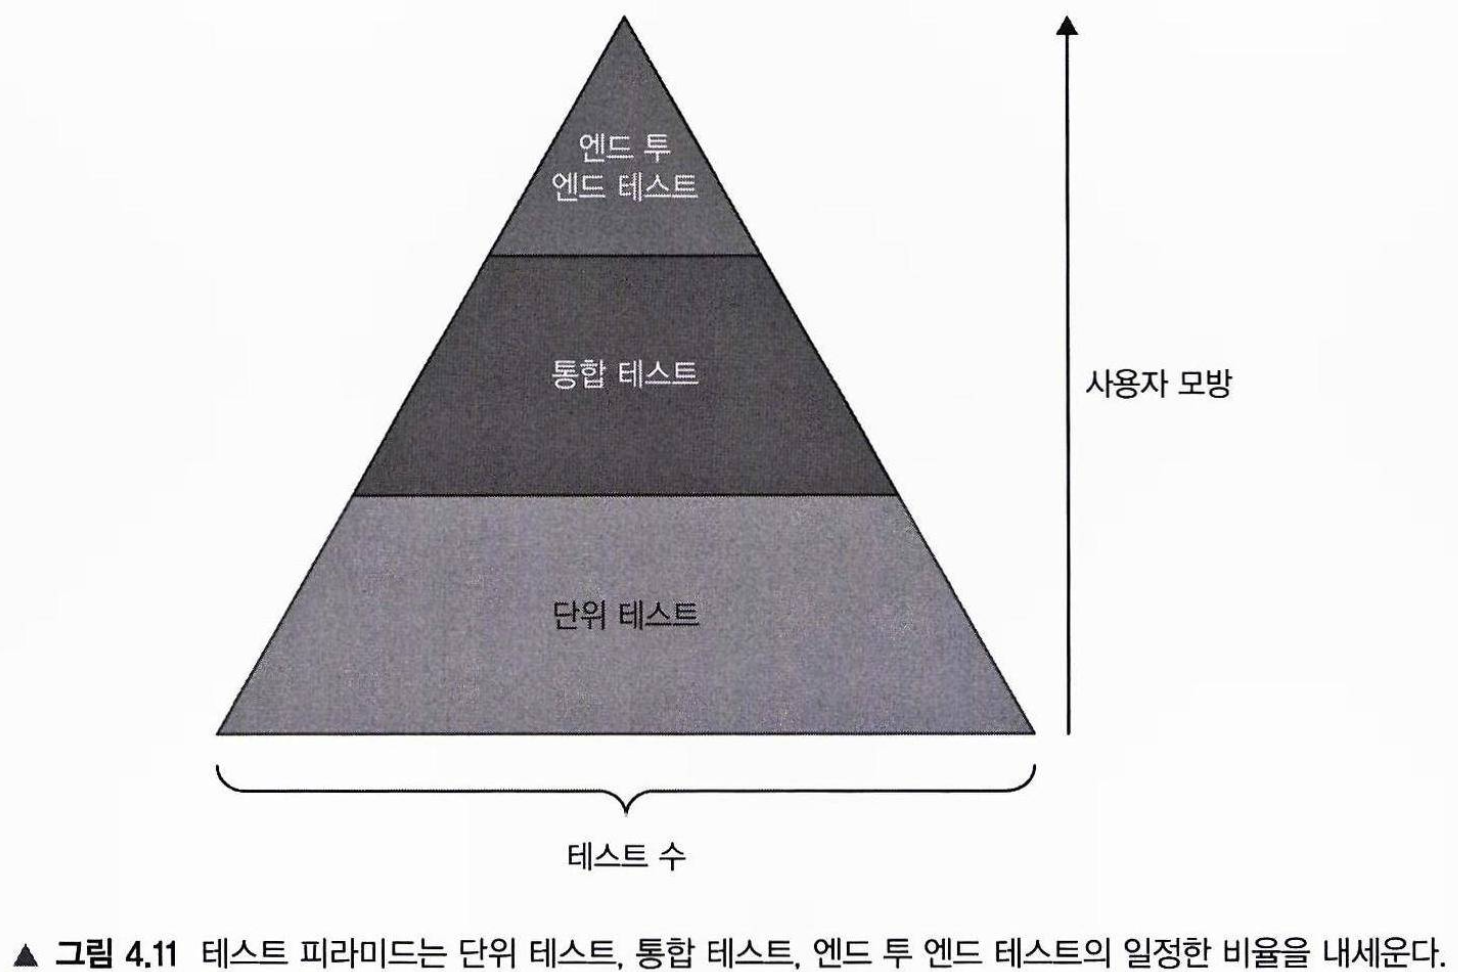 엔드 투
엔드 테스트
통합 테스트
사용자 모방
단위 테스트
테스트 수
▲ 그림 4.11 테스트 피라미드는 단위 테스트, 통합 테스트, 엔드 투 엔드 테스트의 일정한 비율을 내세운다.